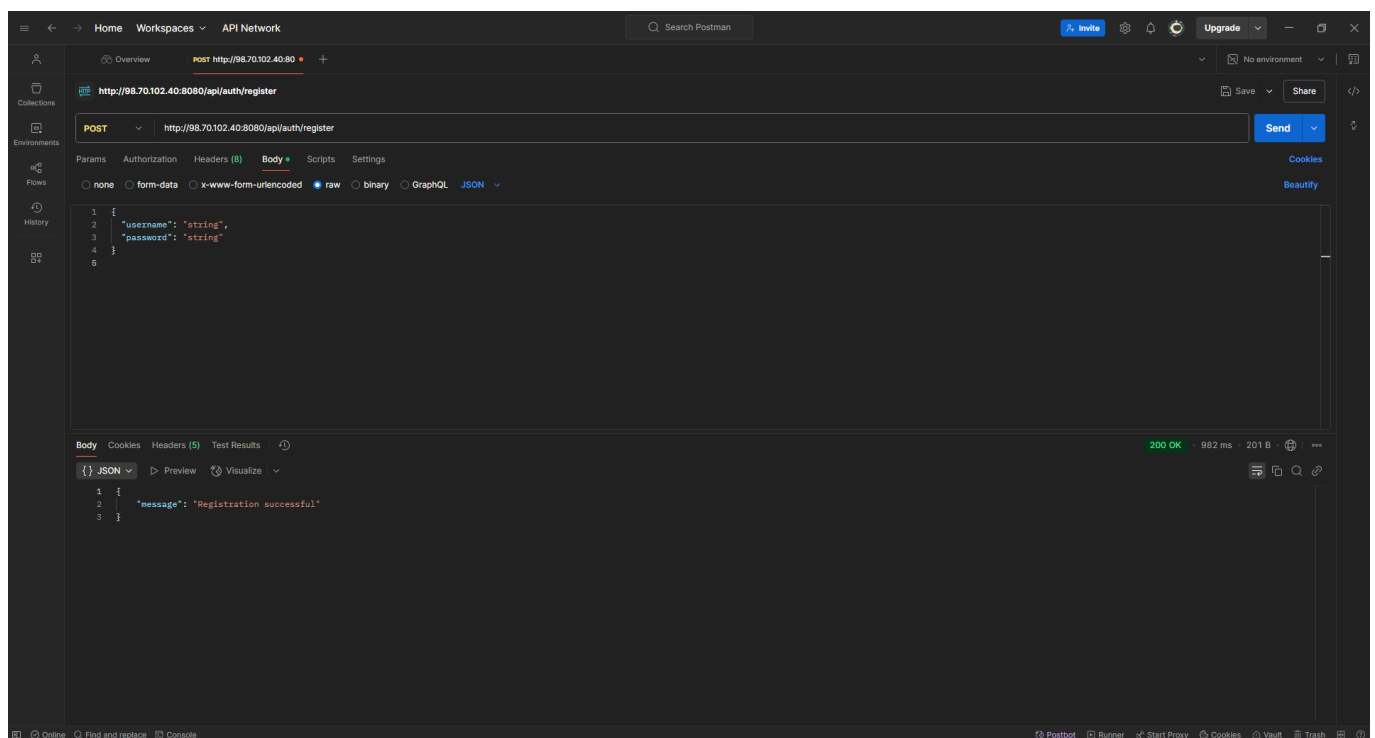 Home Workspaces API Network Search Postman Invite Upgrade
Overview POST http://98.70.102.40:80 No environment
Collections
Environments
Flows
History
HTTP http://98.70.102.40:8080/api/auth/register Save Share
POST http://98.70.102.40:8080/api/auth/register Send
Params Authorization Headers (8) Body Scripts Settings Cookies
none form-data x-www-form-urlencoded raw binary GraphQL JSON Beautify
1 {
2 "username": "string",
3 "password": "string"
4 }
5
Body Cookies Headers (5) Test Results 200 OK 982 ms 201 B
{} JSON Preview Visualize
1 {
2 "message": "Registration successful"
3 }
Online Find and replace Console Postbot Runner Start Proxy Cookies Vault Trash